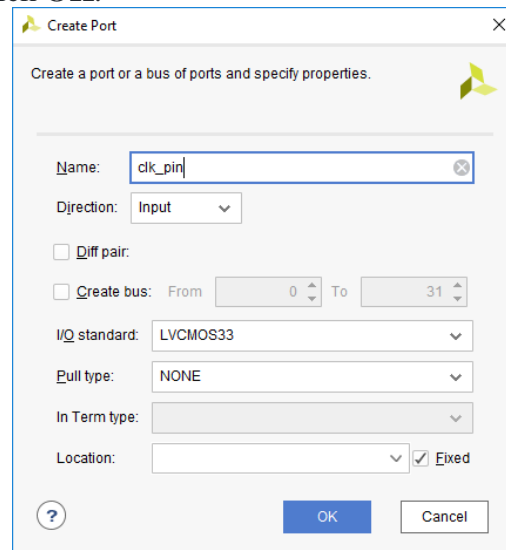 Create Port
Create a port or a bus of ports and specify properties.
Name: clk_pin
Direction: Input
Diff pair:
Create bus: From 0 To 31
I/O standard: LVCMOS33
Pull type: NONE
In Term type:
Location: Fixed
? OK Cancel